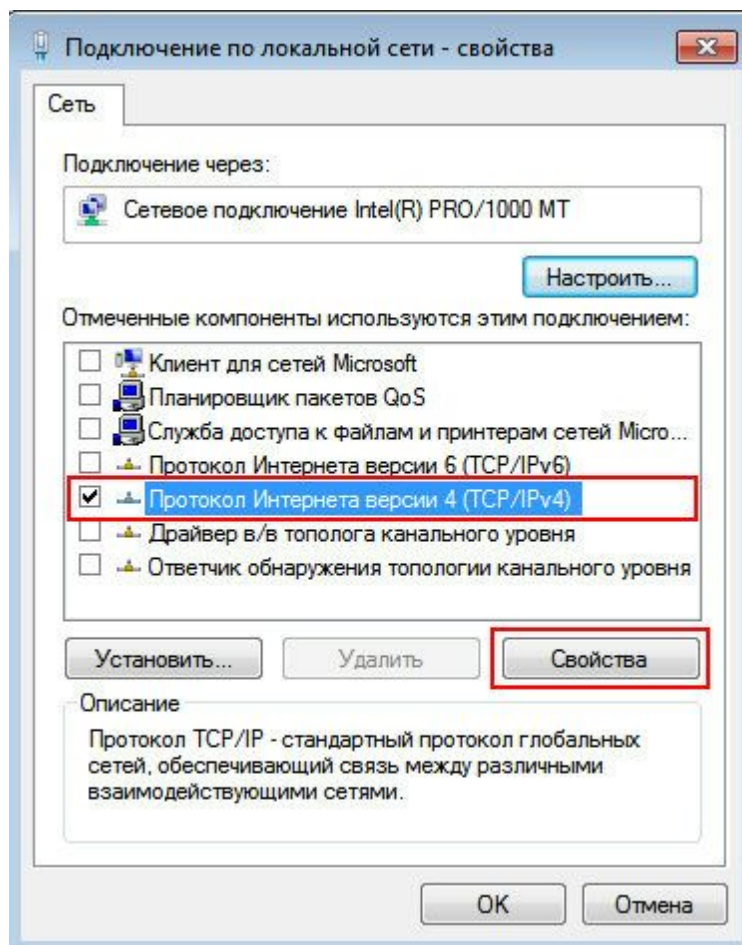 Подключение по локальной сети - свойства
Сеть
Подключение через:
Сетевое подключение Intel(R) PRO/1000 MT
Настроить...
Отмеченные компоненты используются этим подключением:
Клиент для сетей Microsoft
Планировщик пакетов QoS
Служба доступа к файлам и принтерам сетей Micro...
Протокол Интернета версии 6 (TCP/IPv6)
Протокол Интернета версии 4 (TCP/IPv4)
Драйвер в/в тополога канального уровня
Ответчик обнаружения топологии канального уровня
Установить... Удалить Свойства
Описание
Протокол TCP/IP - стандартный протокол глобальных
сетей, обеспечивающий связь между различными
взаимодействующими сетями.
OK Отмена